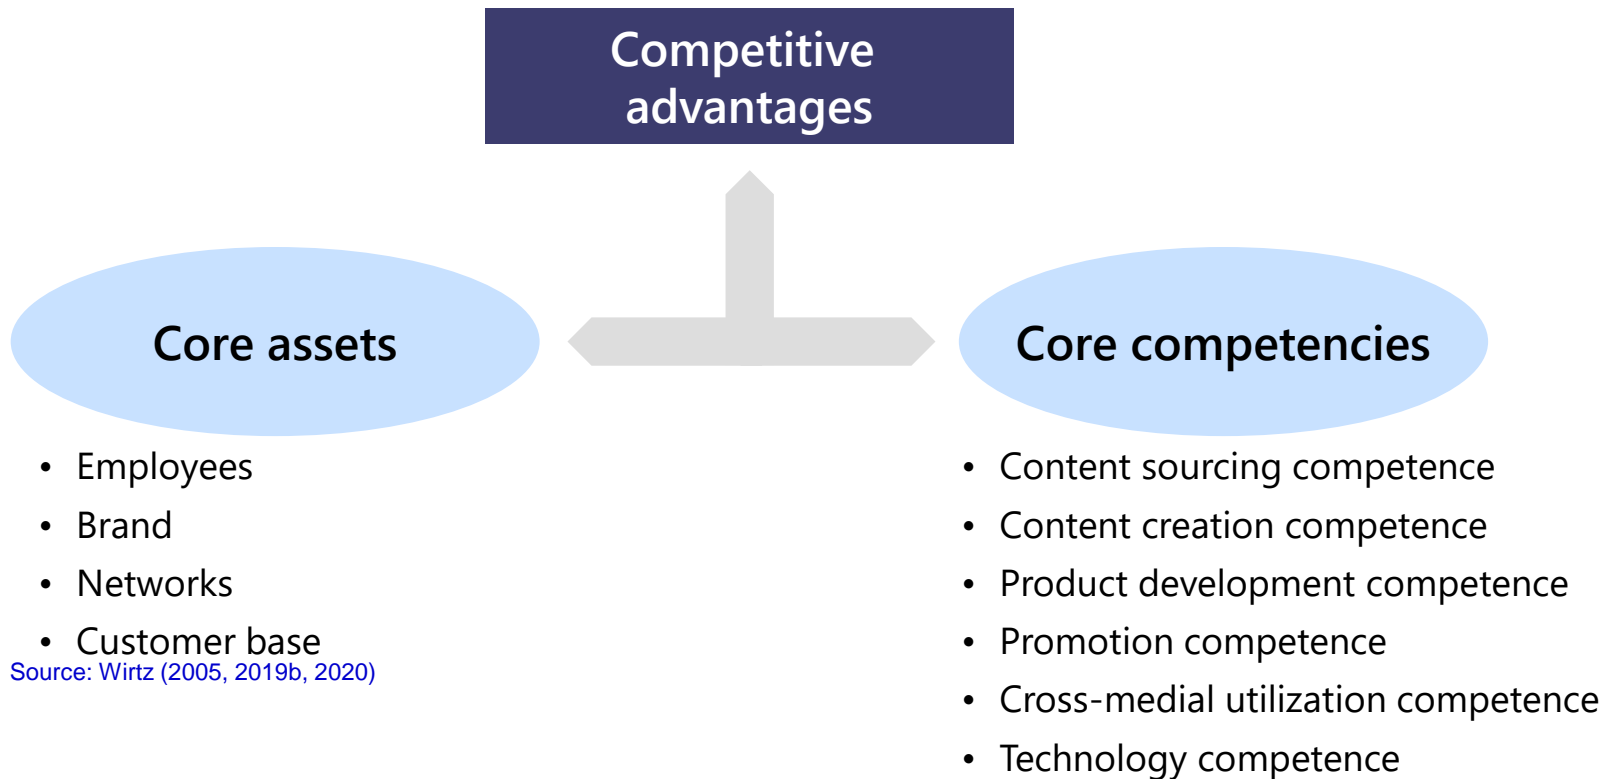 Competitive
advantages
Core assets
• Employees
• Brand
• Networks
• Customer base
Source: Wirtz (2005, 2019b, 2020)
Core competencies
• Content sourcing competence
• Content creation competence
• Product development competence
• Promotion competence
• Cross-medial utilization competence
• Technology competence